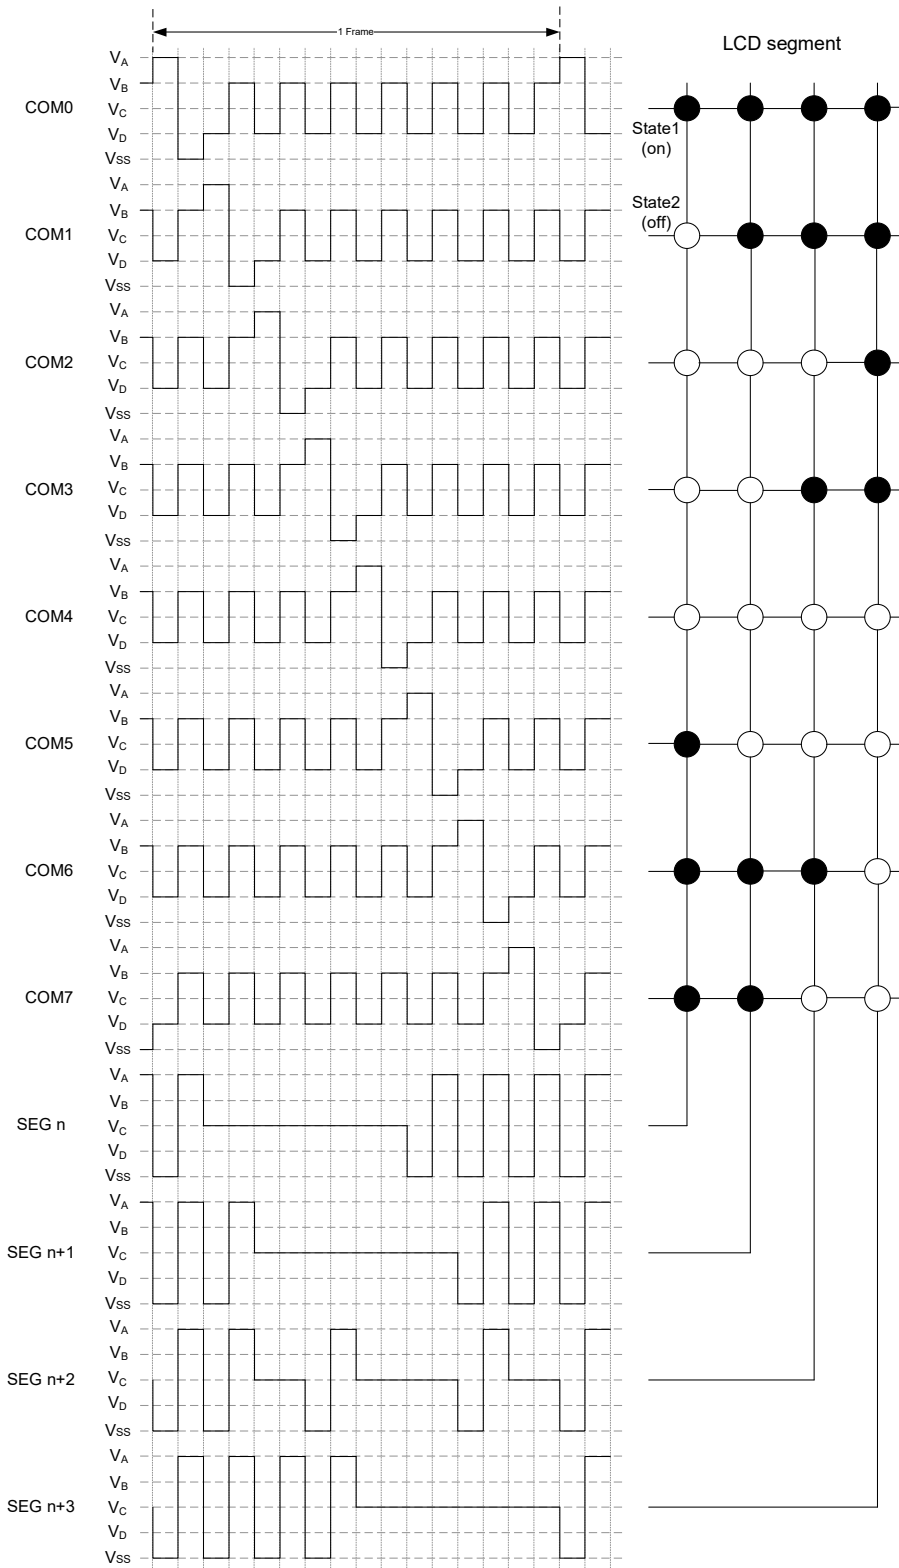 1 Frame
LCD segment
COM0
VA
VB
VC
VD
VSS
State1
(on)
COM1
VA
VB
VC
VD
VSS
State2
(off)
COM2
VA
VB
VC
VD
VSS
COM3
VA
VB
VC
VD
VSS
COM4
VA
VB
VC
VD
VSS
COM5
VA
VB
VC
VD
VSS
COM6
VA
VB
VC
VD
VSS
COM7
VA
VB
VC
VD
VSS
SEG n
VA
VB
VC
VD
VSS
SEG n+1
VA
VB
VC
VD
VSS
SEG n+2
VA
VB
VC
VD
VSS
SEG n+3
VA
VB
VC
VD
VSS